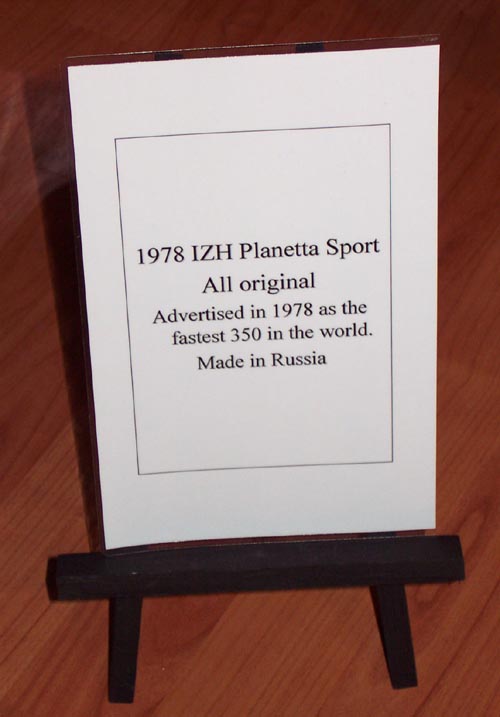 1978 IZH Planetta Sport
All original
Advertised in 1978 as the
fastest 350 in the world.
Made in Russia